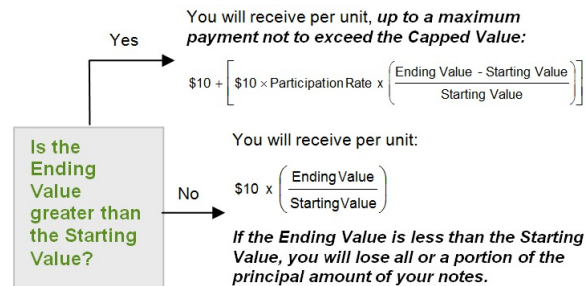 You will receive per unit, up to a maximum
payment not to exceed the Capped Value:
Yes
$10 + [ $10 × Participation Rate x ( Ending Value - Starting Value / Starting Value ) ]
Is the
Ending
Value
greater than
the Starting
Value?
You will receive per unit:
No
$10 x ( Ending Value / Starting Value )
If the Ending Value is less than the Starting
Value, you will lose all or a portion of the
principal amount of your notes.